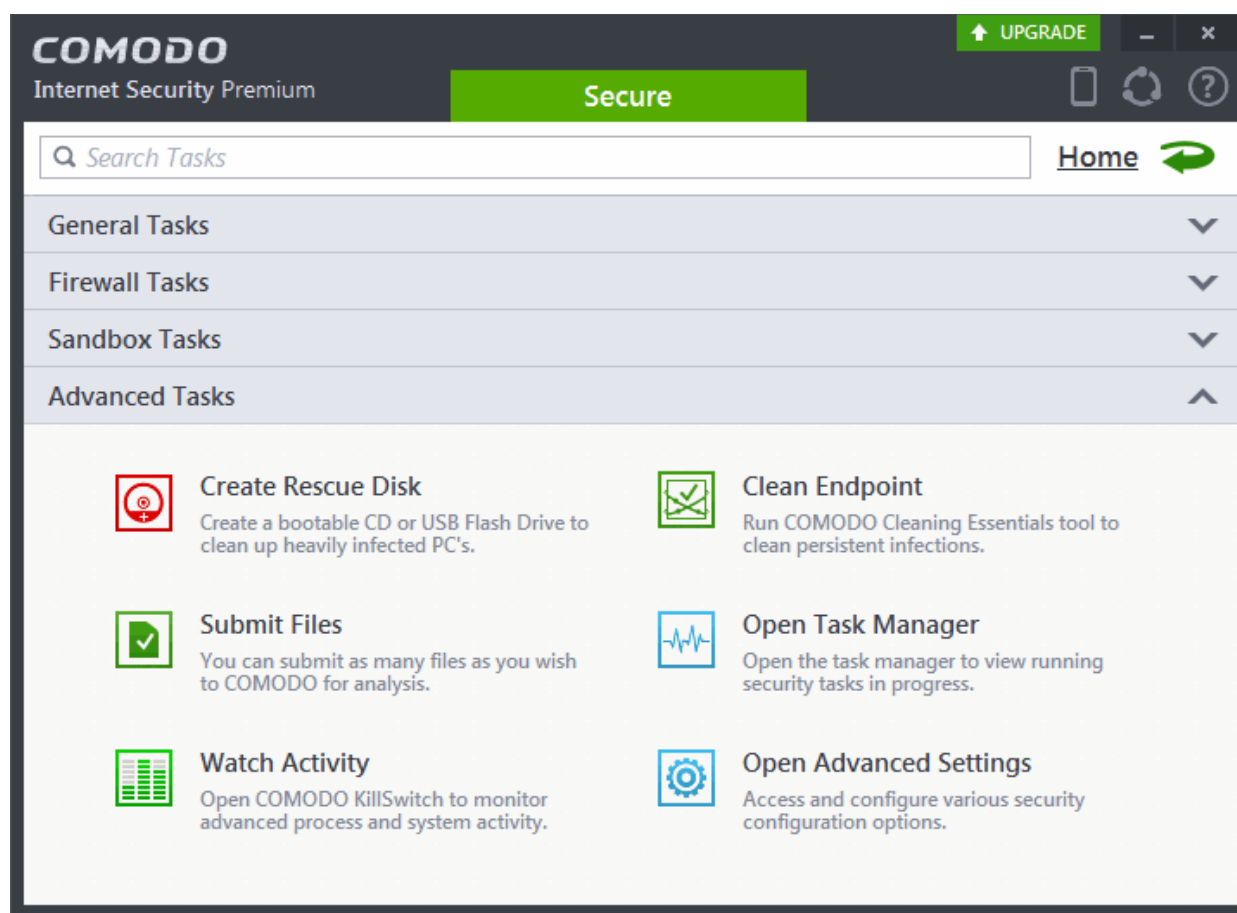 COMODO
Internet Security Premium
UPGRADE
Secure
Search Tasks
Home
General Tasks
Firewall Tasks
Sandbox Tasks
Advanced Tasks
Create Rescue Disk
Create a bootable CD or USB Flash Drive to
clean up heavily infected PC's.
Clean Endpoint
Run COMODO Cleaning Essentials tool to
clean persistent infections.
Submit Files
You can submit as many files as you wish
to COMODO for analysis.
Open Task Manager
Open the task manager to view running
security tasks in progress.
Watch Activity
Open COMODO KillSwitch to monitor
advanced process and system activity.
Open Advanced Settings
Access and configure various security
configuration options.